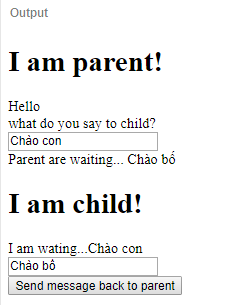 Output
I am parent!
Hello
what do you say to child?
Chào con
Parent are waiting... Chào bố
I am child!
I am wating...Chào con
Chào bố
Send message back to parent